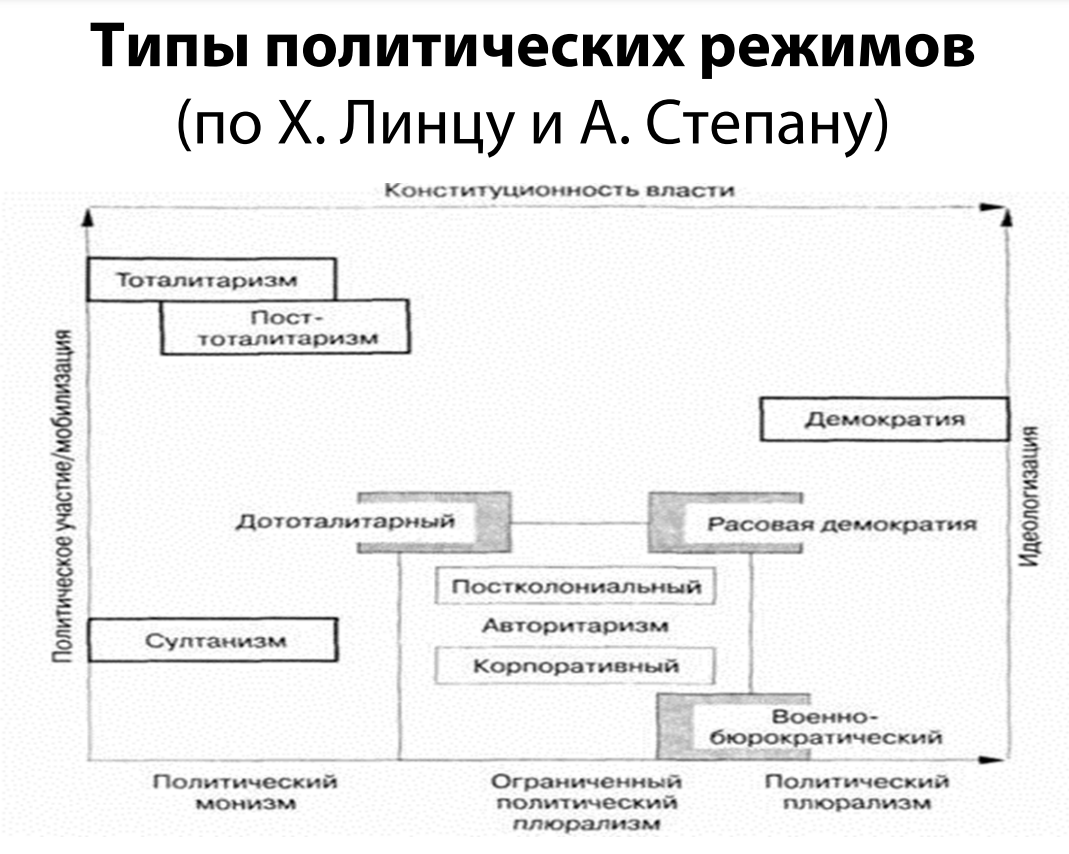 Типы политических режимов
(по Х. Линцу и А. Степану)
Конституционность власти
Тоталитаризм
Пост-
тоталитаризм
Демократия
Политическое участие/мобилизация
Идеологизация
Дототалитарный
Расовая демократия
Постколониальный
Авторитаризм
Султанизм
Корпоративный
Военно-
бюрократический
Политический
монизм
Ограниченный
политический
плюрализм
Политический
плюрализм